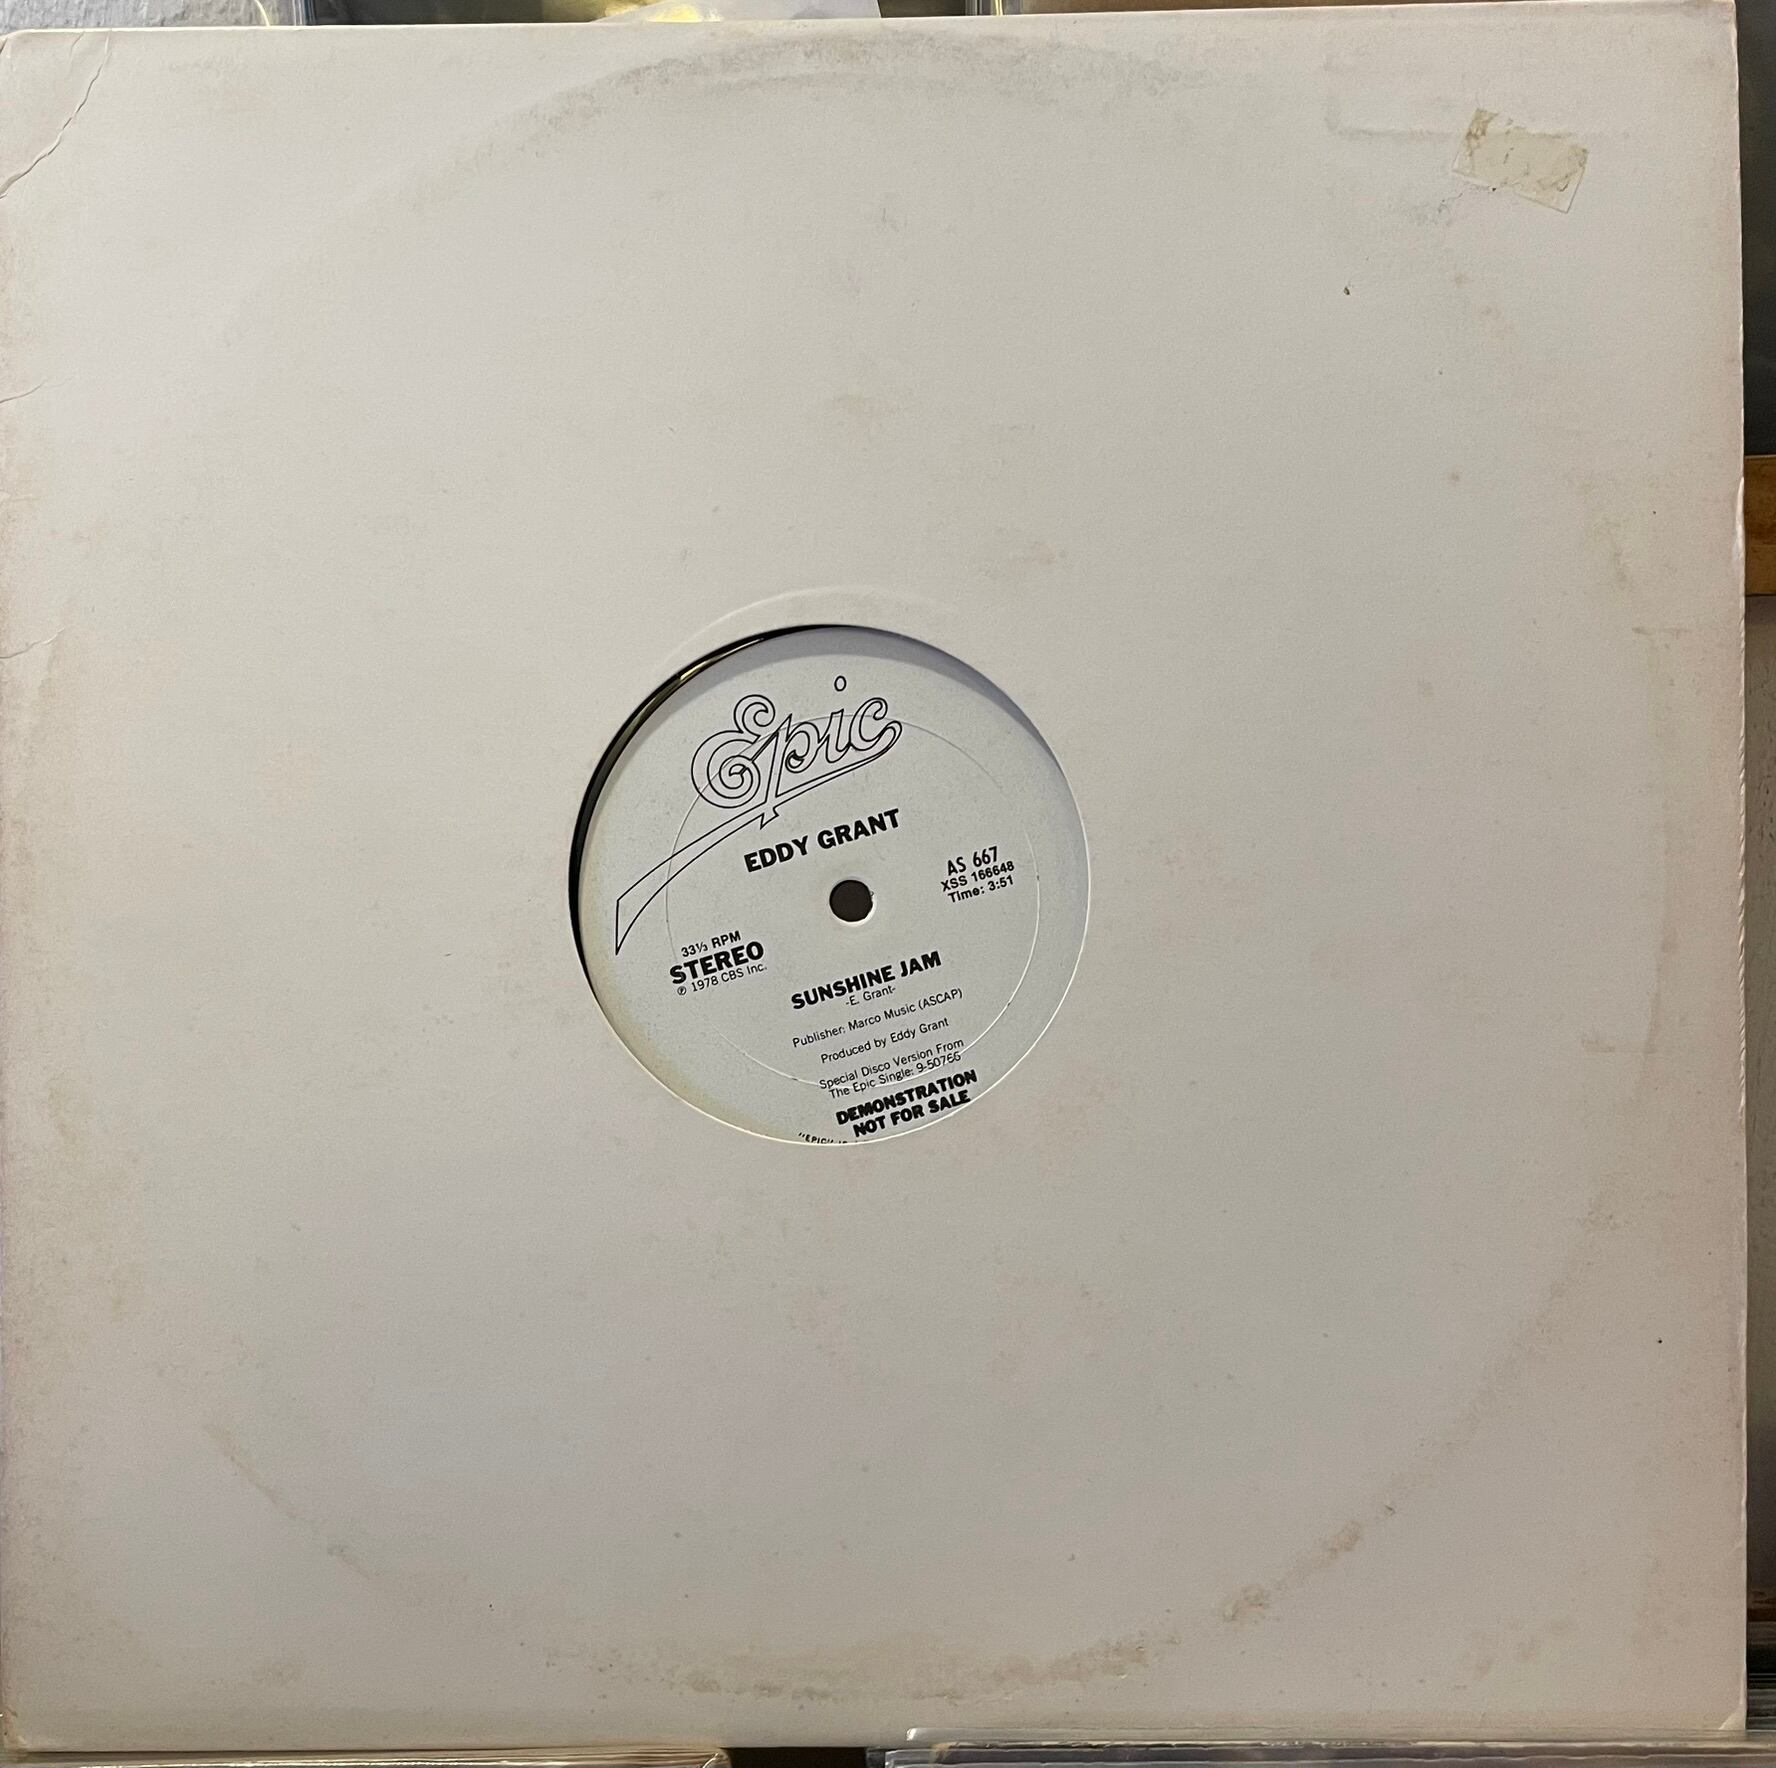 Epic
EDDY GRANT
AS 667
XSS 166648
Time: 3:51
33⅓ RPM
STEREO
℗ 1978 CBS Inc.
SUNSHINE JAM
-E. Grant-
Publisher: Marco Music (ASCAP)
Produced by Eddy Grant
Special Disco Version From
The Epic Single: 9-50766
DEMONSTRATION
NOT FOR SALE
"EPIC"